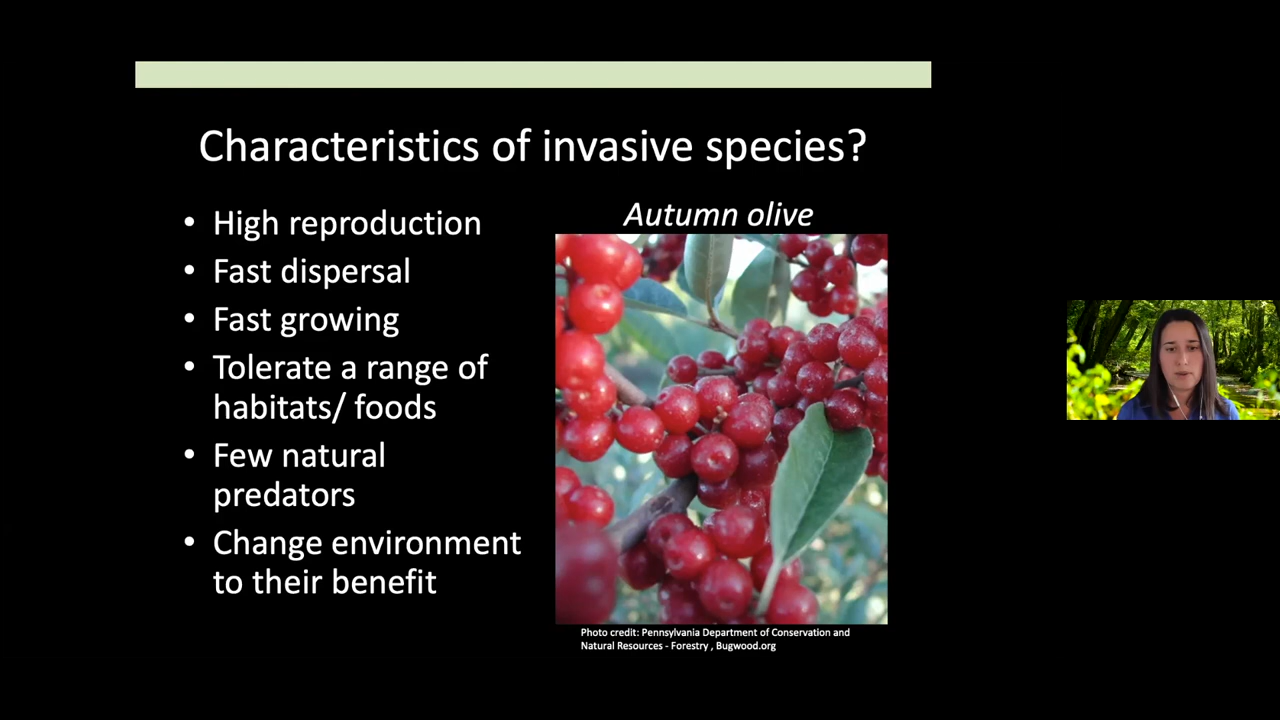 Characteristics of invasive species?
• High reproduction
• Fast dispersal
• Fast growing
• Tolerate a range of
habitats/ foods
• Few natural
predators
• Change environment
to their benefit
Autumn olive
Photo credit: Pennsylvania Department of Conservation and
Natural Resources - Forestry , Bugwood.org